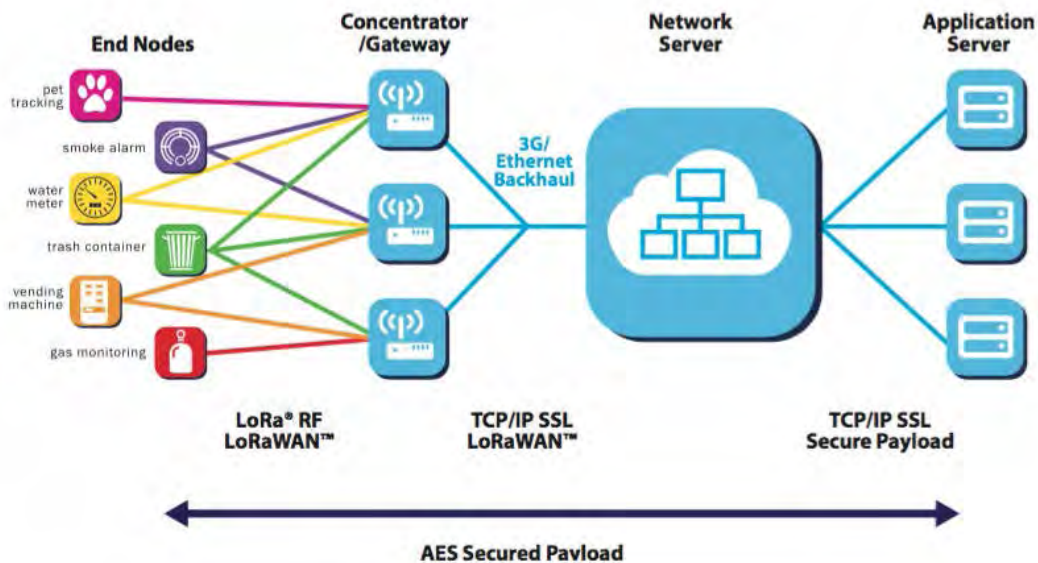 End Nodes
Concentrator
/Gateway
Network
Server
Application
Server
pet
tracking
smoke alarm
water
meter
trash container
vending
machine
gas monitoring
3G/
Ethernet
Backhaul
LoRa® RF
LoRaWAN™
TCP/IP SSL
LoRaWAN™
TCP/IP SSL
Secure Payload
AES Secured Payload